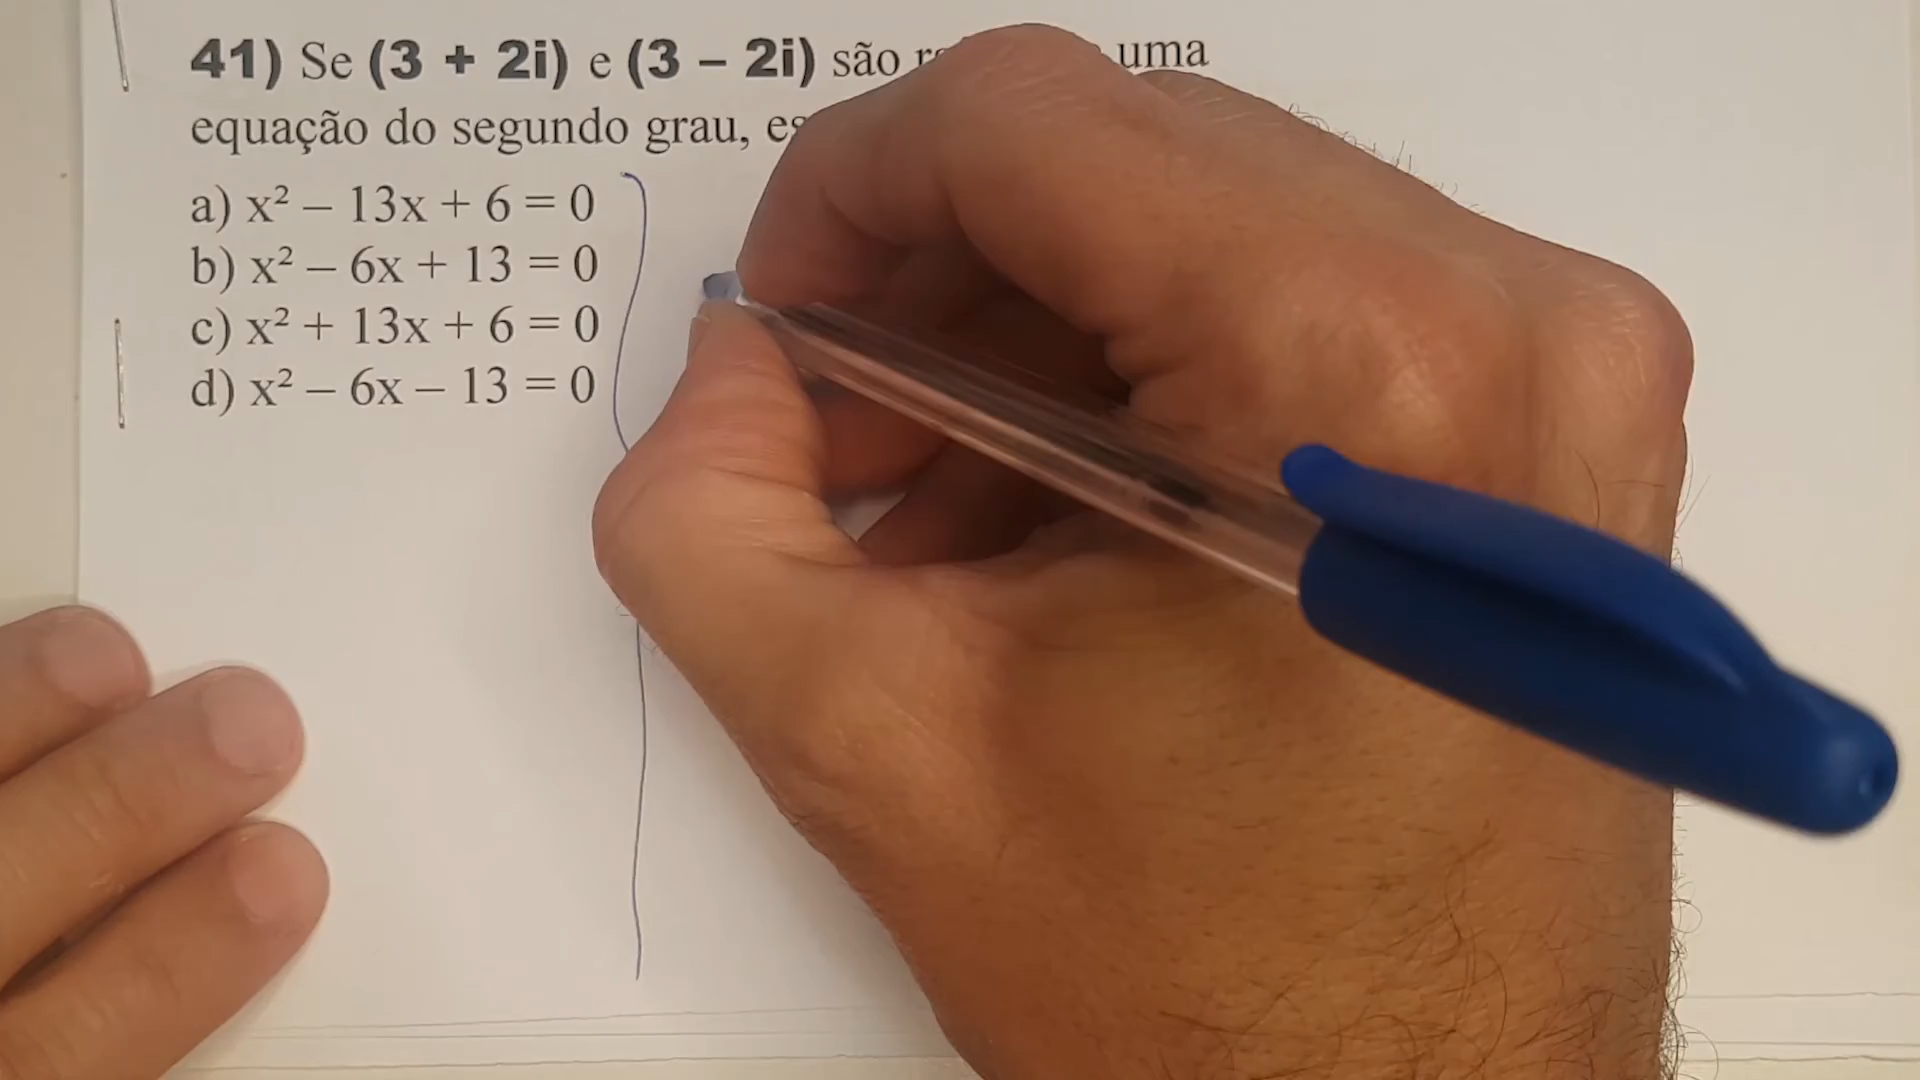 41) Se (3 + 2i) e (3 – 2i) são uma
equação do segundo grau,
a) x² – 13x + 6 = 0
b) x² – 6x + 13 = 0
c) x² + 13x + 6 = 0
d) x² – 6x – 13 = 0